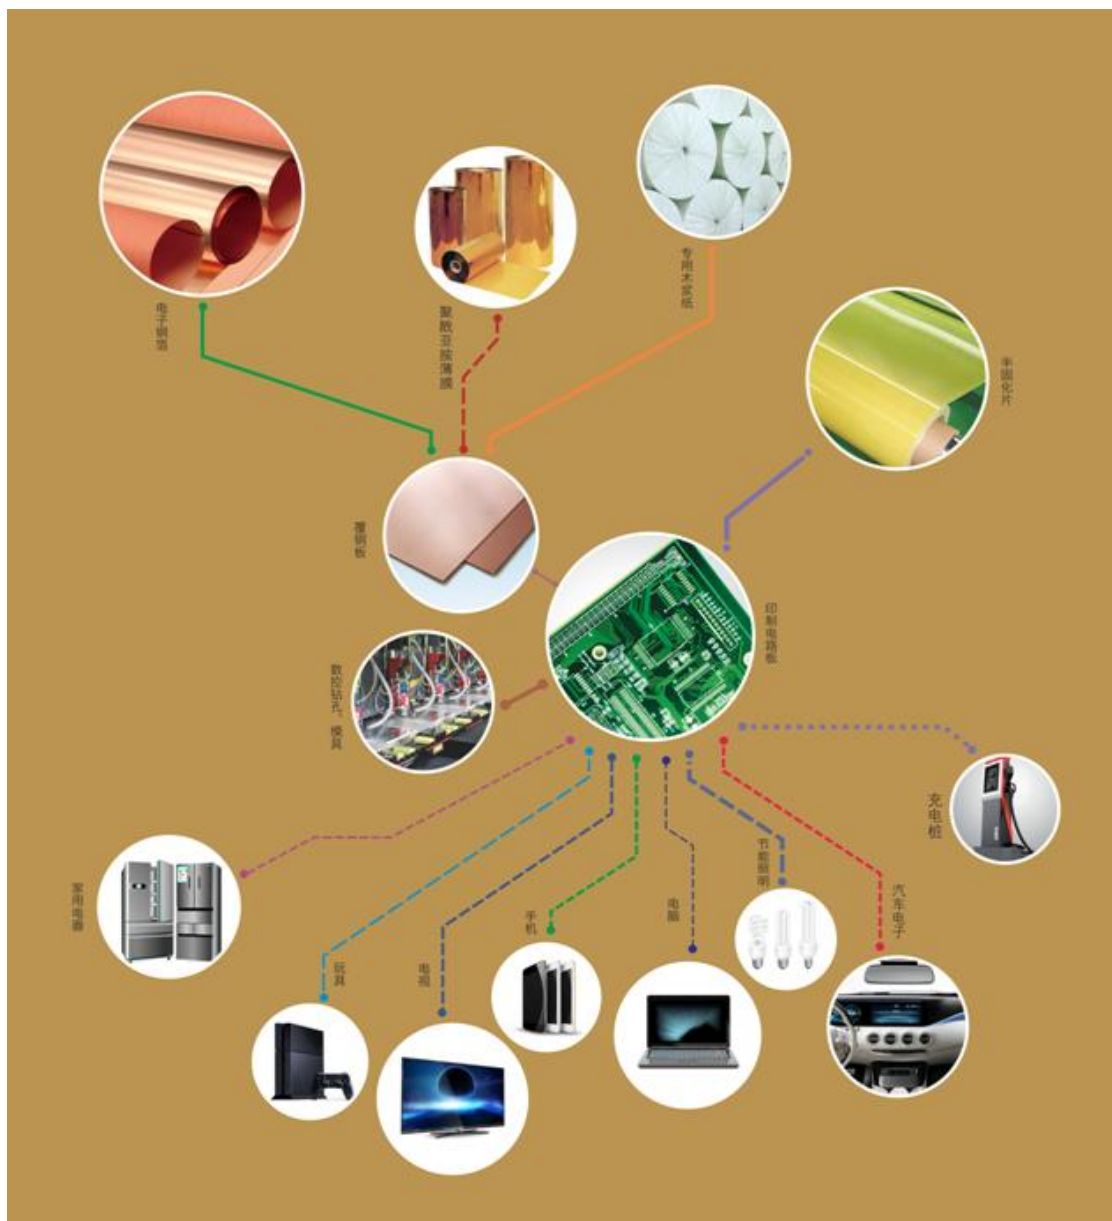 专用木浆纸
电子铜箔
聚酰亚胺薄膜
半固化片
覆铜板
印制电路板
数控钻孔、模具
充电桩
节能照明
家用电器
汽车电子
电脑
手机
玩具
电视